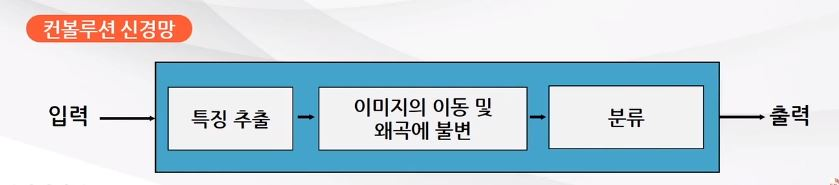 컨볼루션 신경망
입력
특징 추출
이미지의 이동 및
왜곡에 불변
분류
출력